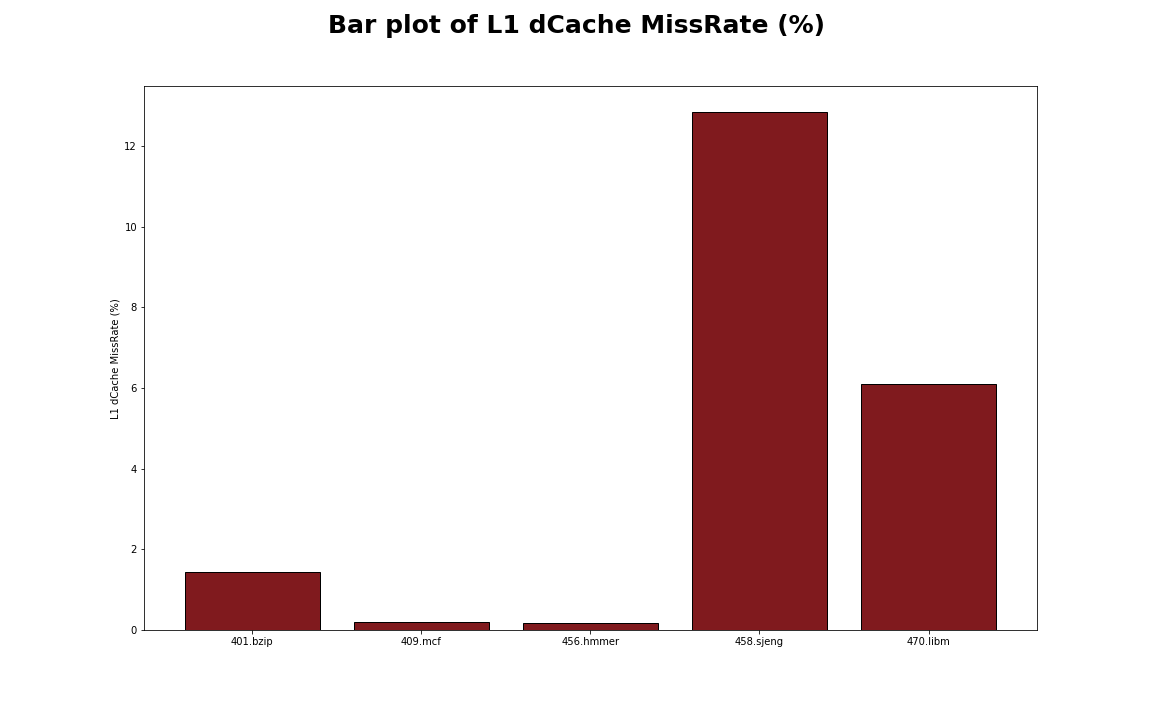 Bar plot of L1 dCache MissRate (%)
12
10
8
6
4
2
0
L1 dCache MissRate (%)
401.bzip
409.mcf
456.hmmer
458.sjeng
470.libm